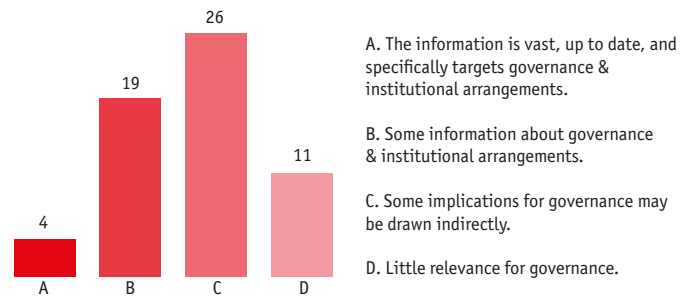 26
19
11
4
A
B
C
D
A. The information is vast, up to date, and
specifically targets governance &
institutional arrangements.
B. Some information about governance
& institutional arrangements.
C. Some implications for governance may
be drawn indirectly.
D. Little relevance for governance.